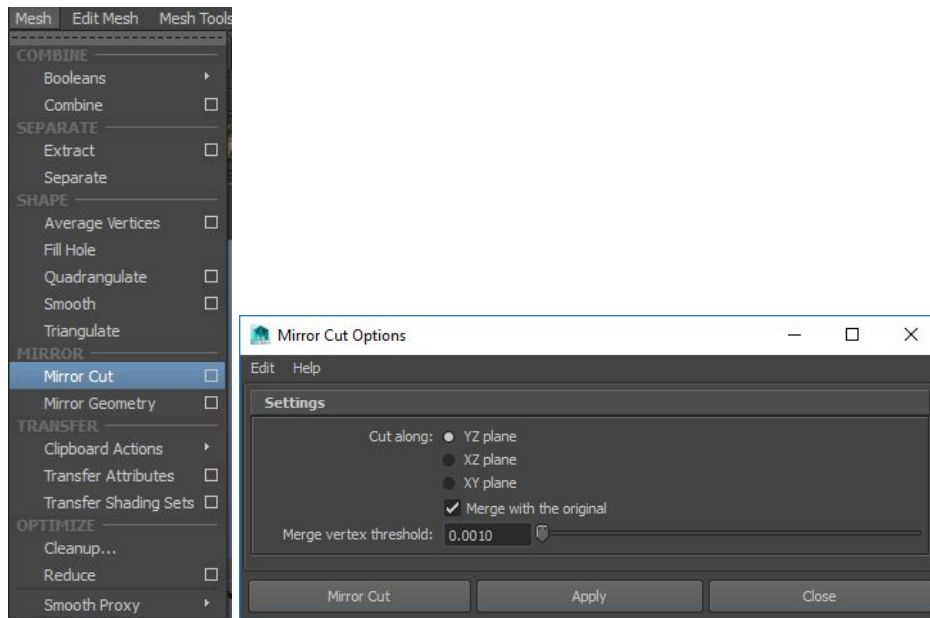 Mesh Edit Mesh Mesh Tools
COMBINE
Booleans
Combine
SEPARATE
Extract
Separate
SHAPE
Average Vertices
Fill Hole
Quadrangulate
Smooth
Triangulate
MIRROR
Mirror Cut
Mirror Geometry
TRANSFER
Clipboard Actions
Transfer Attributes
Transfer Shading Sets
OPTIMIZE
Cleanup...
Reduce
Smooth Proxy
Mirror Cut Options
Edit Help
Settings
Cut along: YZ plane
XZ plane
XY plane
Merge with the original
Merge vertex threshold: 0.0010
Mirror Cut Apply Close